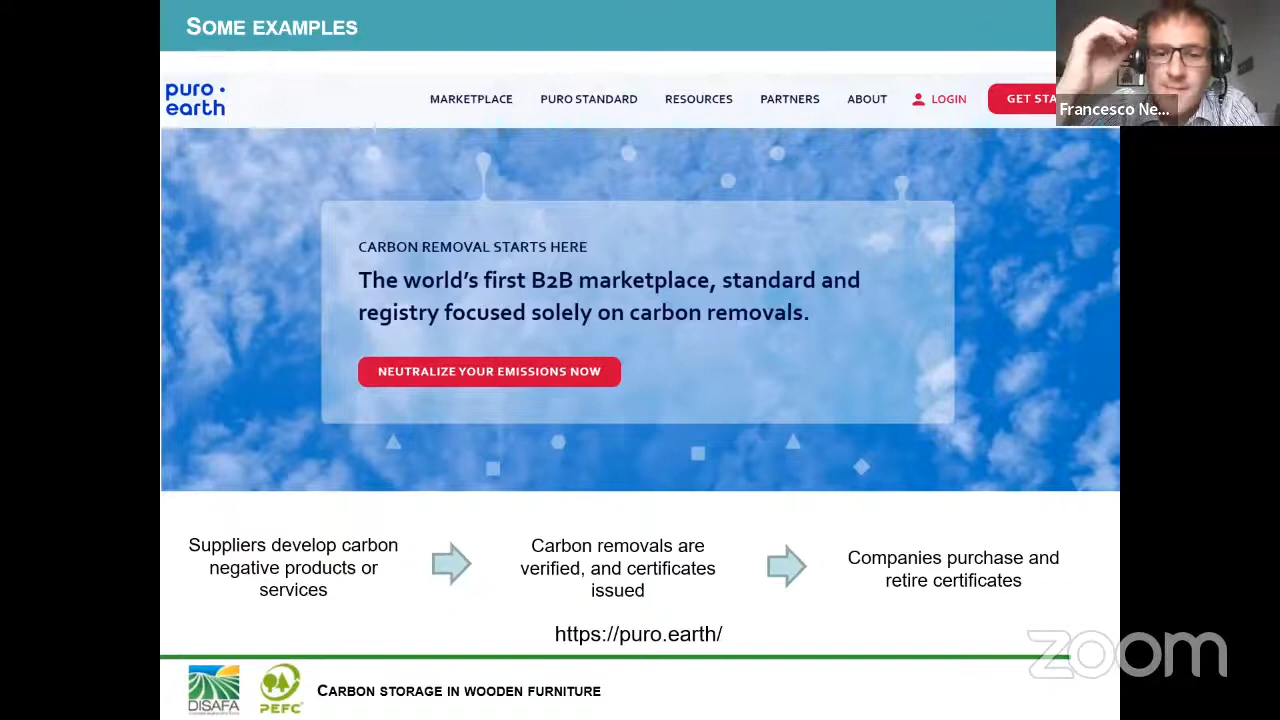 SOME EXAMPLES
puro·
earth
MARKETPLACE PURO STANDARD RESOURCES PARTNERS ABOUT LOGIN GET STA
Francesco Ne...
CARBON REMOVAL STARTS HERE
The world's first B2B marketplace, standard and
registry focused solely on carbon removals.
NEUTRALIZE YOUR EMISSIONS NOW
Suppliers develop carbon
negative products or
services
Carbon removals are
verified, and certificates
issued
Companies purchase and
retire certificates
https://puro.earth/
zoom
DISAFA
PEFC
CARBON STORAGE IN WOODEN FURNITURE